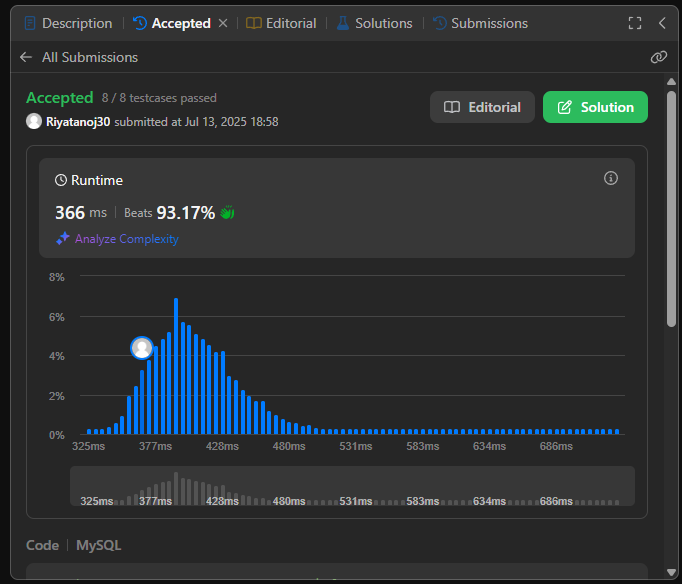 Description | Accepted × | Editorial | Solutions | Submissions
All Submissions
Accepted 8 / 8 testcases passed
Riyatanoj30 submitted at Jul 13, 2025 18:58
Editorial
Solution
Runtime
366 ms | Beats 93.17%
Analyze Complexity
8%
6%
4%
2%
0%
325ms 377ms 428ms 480ms 531ms 583ms 634ms 686ms
325ms 377ms 428ms 480ms 531ms 583ms 634ms 686ms
Code | MySQL